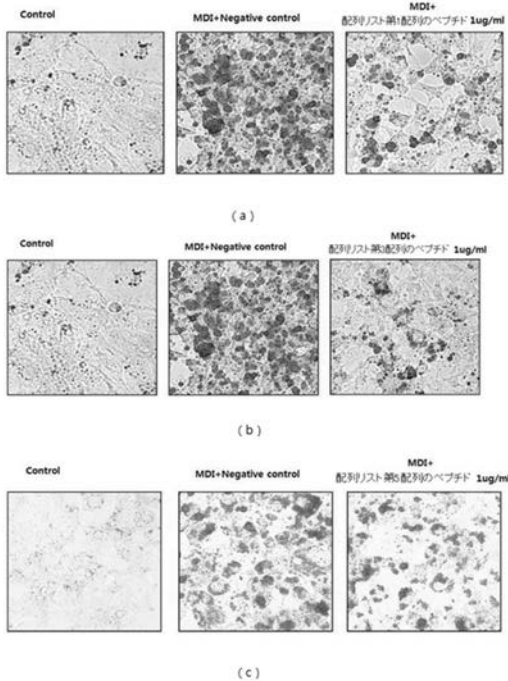 Control
MDI+Negative control
MDI+
配列リスト第1配列のペプチド 1ug/ml
(a)
Control
MDI+Negative control
MDI+
配列リスト第3配列のペプチド 1ug/ml
(b)
Control
MDI+Negative control
MDI+
配列リスト第5配列のペプチド 1ug/ml
(c)